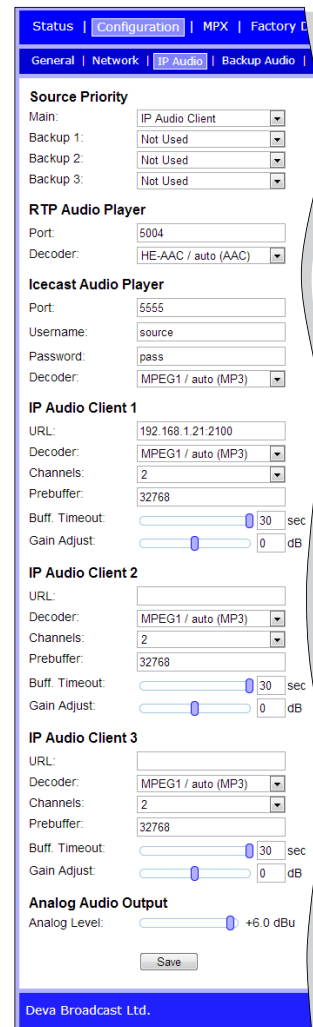 Status | Configuration | MPX | Factory
General | Network | IP Audio | Backup Audio |
Source Priority
Main: IP Audio Client
Backup 1: Not Used
Backup 2: Not Used
Backup 3: Not Used
RTP Audio Player
Port: 5004
Decoder: HE-AAC / auto (AAC)
Icecast Audio Player
Port: 5555
Username: source
Password: pass
Decoder: MPEG1 / auto (MP3)
IP Audio Client 1
URL: 192.168.1.21:2100
Decoder: MPEG1 / auto (MP3)
Channels: 2
Prebuffer: 32768
Buff. Timeout: 30 sec
Gain Adjust: 0 dB
IP Audio Client 2
URL:
Decoder: MPEG1 / auto (MP3)
Channels: 2
Prebuffer: 32768
Buff. Timeout: 30 sec
Gain Adjust: 0 dB
IP Audio Client 3
URL:
Decoder: MPEG1 / auto (MP3)
Channels: 2
Prebuffer: 32768
Buff. Timeout: 30 sec
Gain Adjust: 0 dB
Analog Audio Output
Analog Level: +6.0 dBu
Save
Deva Broadcast Ltd.